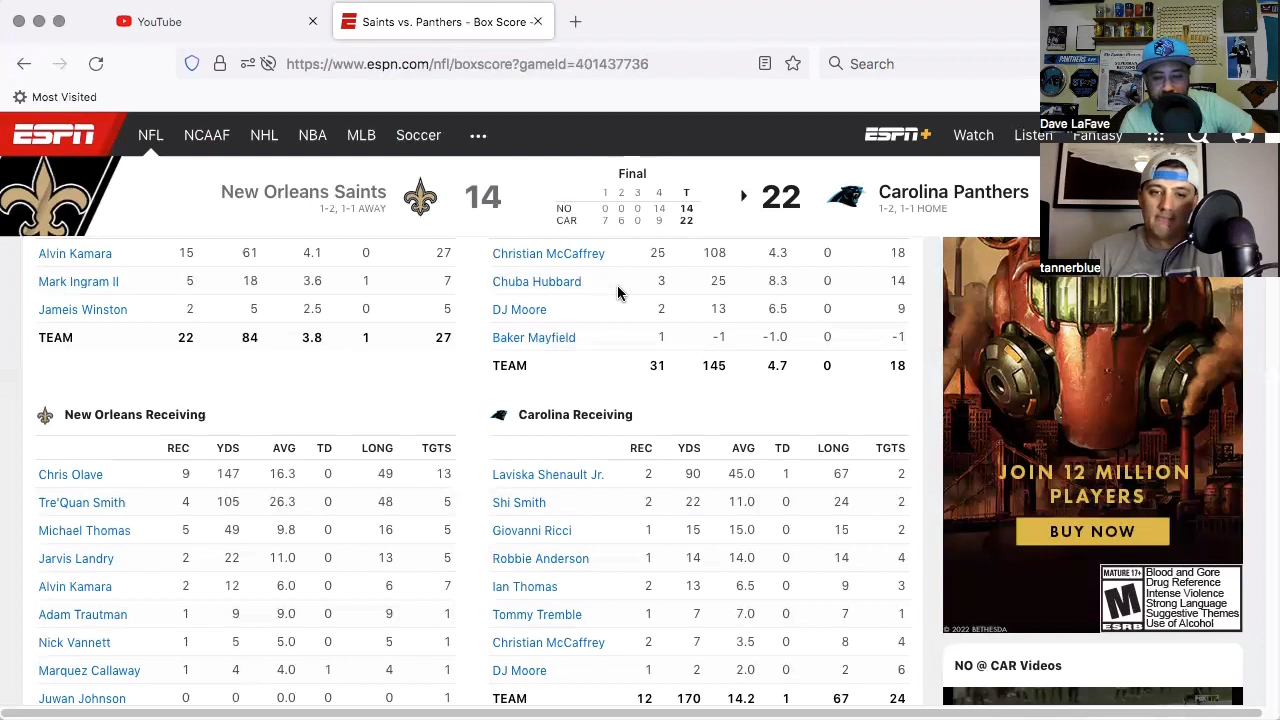 YouTube
Saints vs. Panthers - Box Score -
https://www.espn.com/nfl/boxscore?gameId=401437736
Search
Most Visited
ESPN NFL NCAAF NHL NBA MLB Soccer ... ESPN+ Watch Listen Fantasy
Dave LaFave
tannerblue
New Orleans Saints 14
1-2, 1-1 AWAY
Final
1 2 3 4 T
NO 0 0 0 14 14
CAR 7 6 0 9 22
22 Carolina Panthers
1-2, 1-1 HOME
Alvin Kamara 15 61 4.1 0 27
Mark Ingram II 5 18 3.6 1 7
Jameis Winston 2 5 2.5 0 5
TEAM 22 84 3.8 1 27
Christian McCaffrey 25 108 4.3 0 18
Chuba Hubbard 3 25 8.3 0 14
DJ Moore 2 13 6.5 0 9
Baker Mayfield 1 -1 -1.0 0 -1
TEAM 31 145 4.7 0 18
New Orleans Receiving
REC YDS AVG TD LONG TGTS
Chris Olave 9 147 16.3 0 49 13
Tre'Quan Smith 4 105 26.3 0 48
Michael Thomas 5 49 9.8 0 16 5
Jarvis Landry 2 22 11.0 0 13 5
Alvin Kamara 2 12 6.0 0 6
Adam Trautman 1 9 9.0 0 9 1
Nick Vannett 1 5 5.0 0 5 1
Marquez Callaway 1 4 4.0 1 4 1
Juwan Johnson 0 0 0.0 0 0 1
Carolina Receiving
REC YDS AVG TD LONG TGTS
Laviska Shenault Jr. 2 90 45.0 1 67 2
Shi Smith 2 22 11.0 0 24 2
Giovanni Ricci 1 15 15.0 0 15 2
Robbie Anderson 1 14 14.0 0 14 4
Ian Thomas 2 13 6.5 0 9 3
Tommy Tremble 1 7 7.0 0 7 1
Christian McCaffrey 2 7 3.5 0 8 4
DJ Moore 1 2 2.0 0 2 6
TEAM 12 170 14.2 1 67 24
JOIN 12 MILLION
PLAYERS
BUY NOW
MATURE 17+
M
ESRB
Blood and Gore
Drug Reference
Intense Violence
Strong Language
Suggestive Themes
Use of Alcohol
© 2022 BETHESDA
NO @ CAR Videos